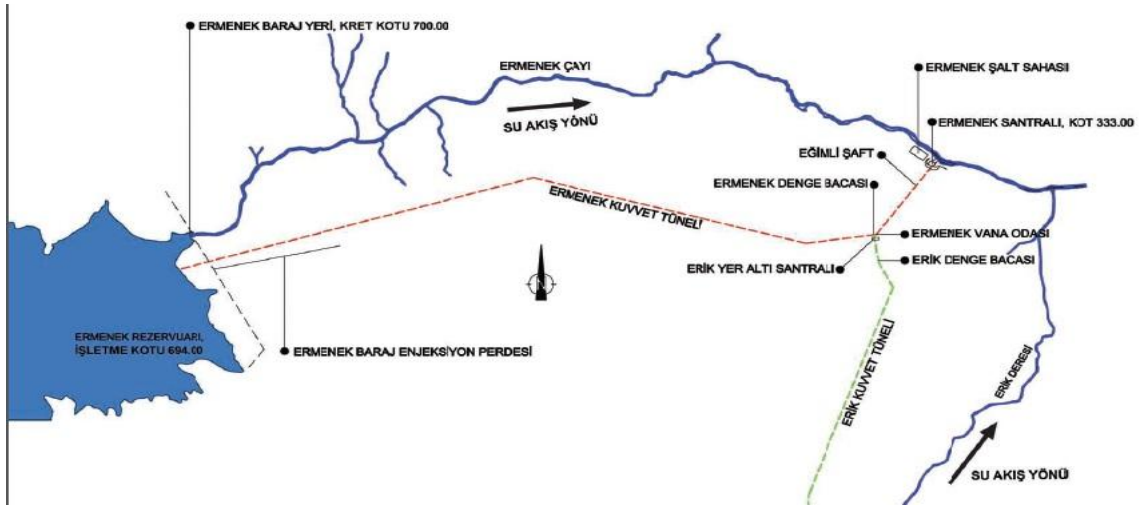 ERMENEK BARAJ YERİ, KRET KOTU 700.00
ERMENEK ÇAYI
SU AKIŞ YÖNÜ
ERMENEK ŞALT SAHASII
ERMENEK SANTRALI, KOT 333.00
EĞİMLİ ŞAFT
ERMENEK DENGE BACASI
ERMENEK KUVVET TÜNELİ
ERMENEK VANA ODASI
ERİK YER ALTI SANTRALI
ERİK DENGE BACASI
N
ERMENEK REZERVUARI,
İŞLETME KOTU 694.00
ERMENEK BARAJ ENJEKSİYON PERDESİ
ERİK KUVVET TÜNELİ
ERİK DERESİ
SU AKIŞ YÖNÜ